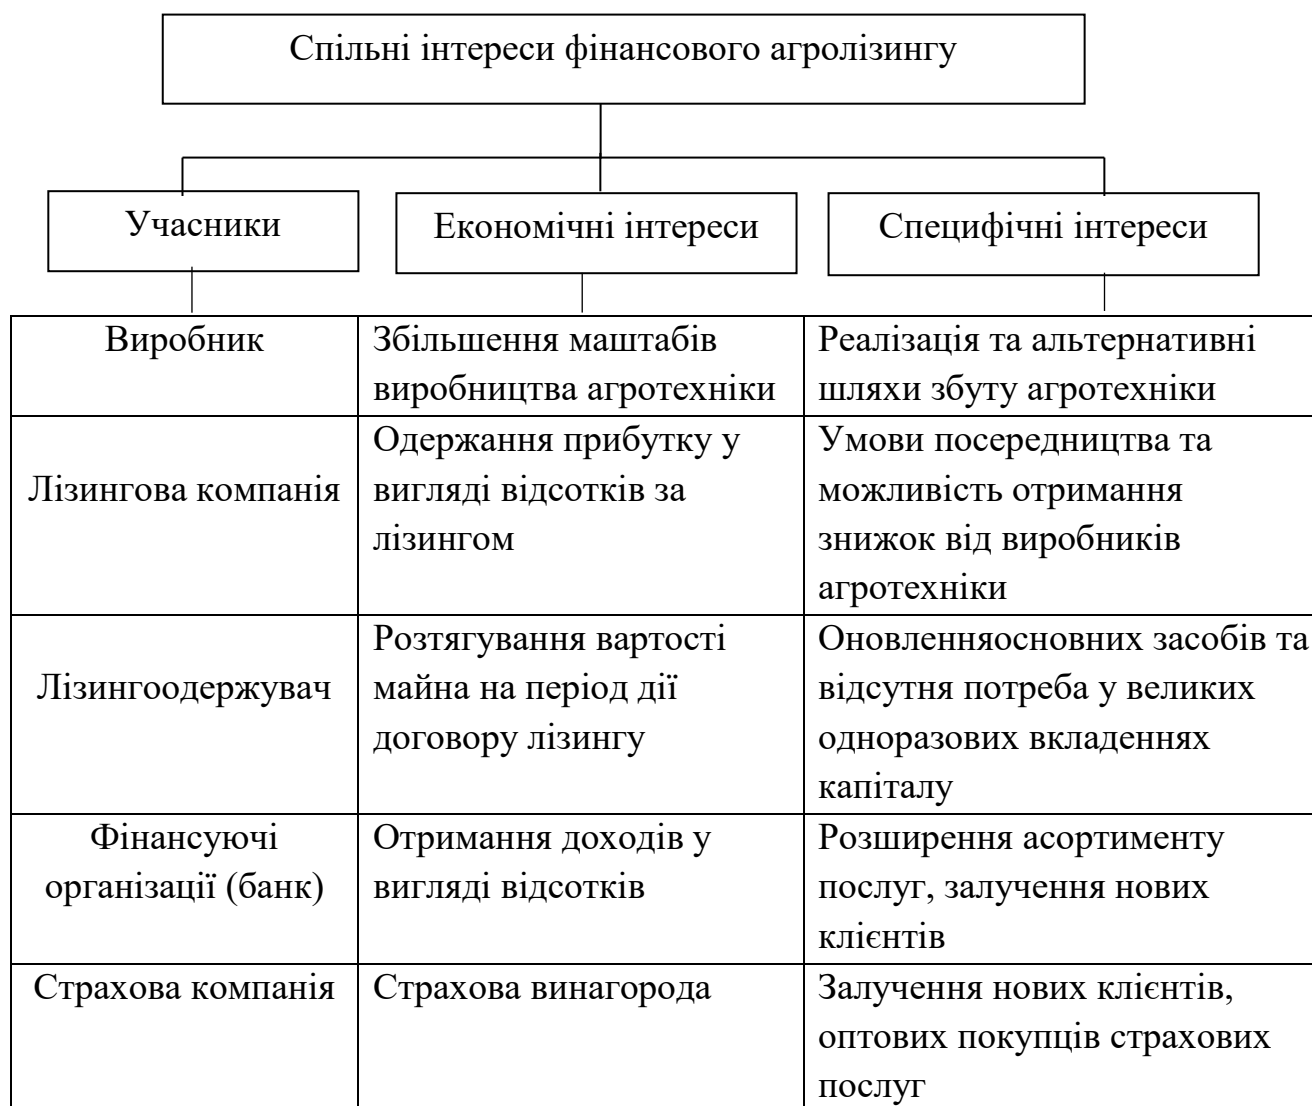 Спільні інтереси фінансового агролізингу
Учасники
Економічні інтереси
Специфічні інтереси
Виробник
Збільшення маштабів
виробництва агротехніки
Реалізація та альтернативні
шляхи збуту агротехніки
Лізингова компанія
Одержання прибутку у
вигляді відсотків за
лізингом
Умови посередництва та
можливість отримання
знижок від виробників
агротехніки
Лізингоодержувач
Розтягування вартості
майна на період дії
договору лізингу
Оновленняосновних засобів та
відсутня потреба у великих
одноразових вкладеннях
капіталу
Фінансуючі
організації (банк)
Отримання доходів у
вигляді відсотків
Розширення асортименту
послуг, залучення нових
клієнтів
Страхова компанія
Страхова винагорода
Залучення нових клієнтів,
оптових покупців страхових
послуг